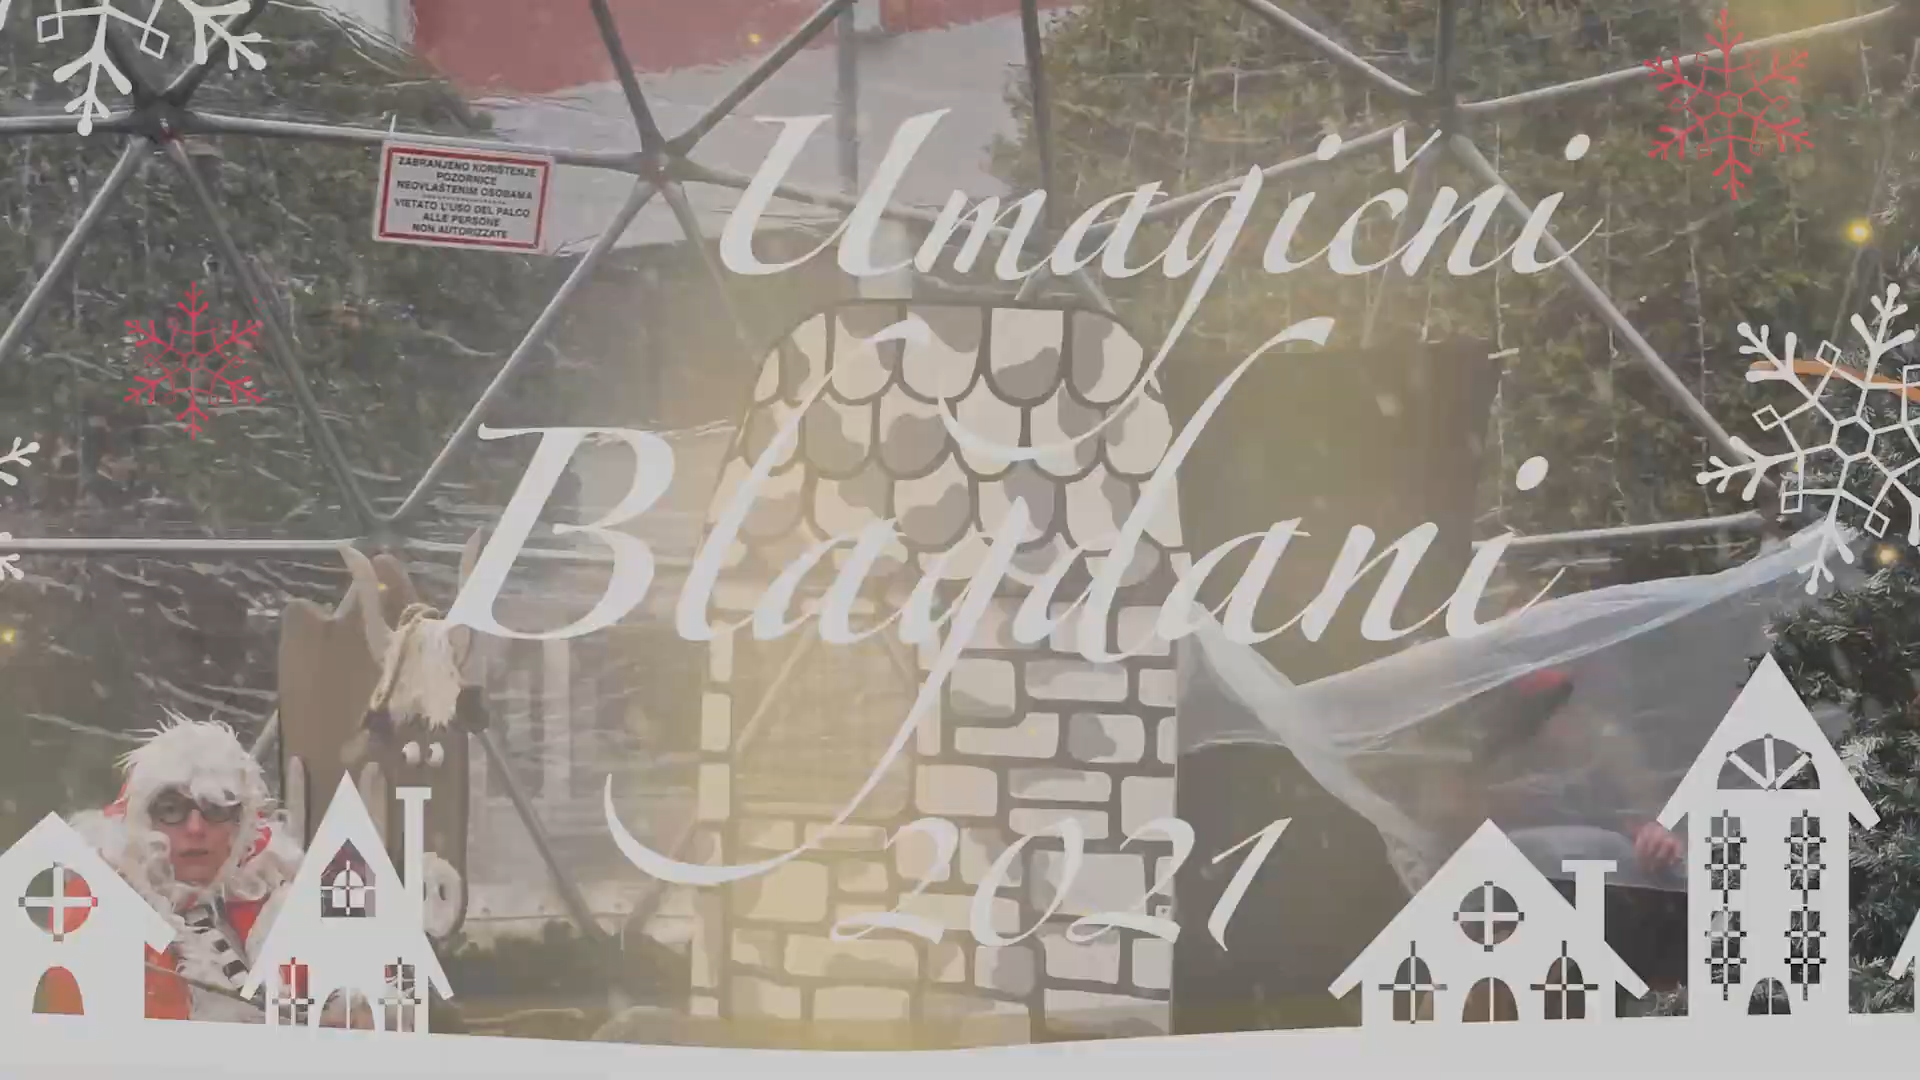 ZABRANJENO KORIŠTENJE
POZORNICE
NEOVLAŠTENIM OSOBAMA
VIETATO L'USO DEL PALCO
ALLE PERSONE
NON AUTORIZZATE
Umagični
Blagdani
2021